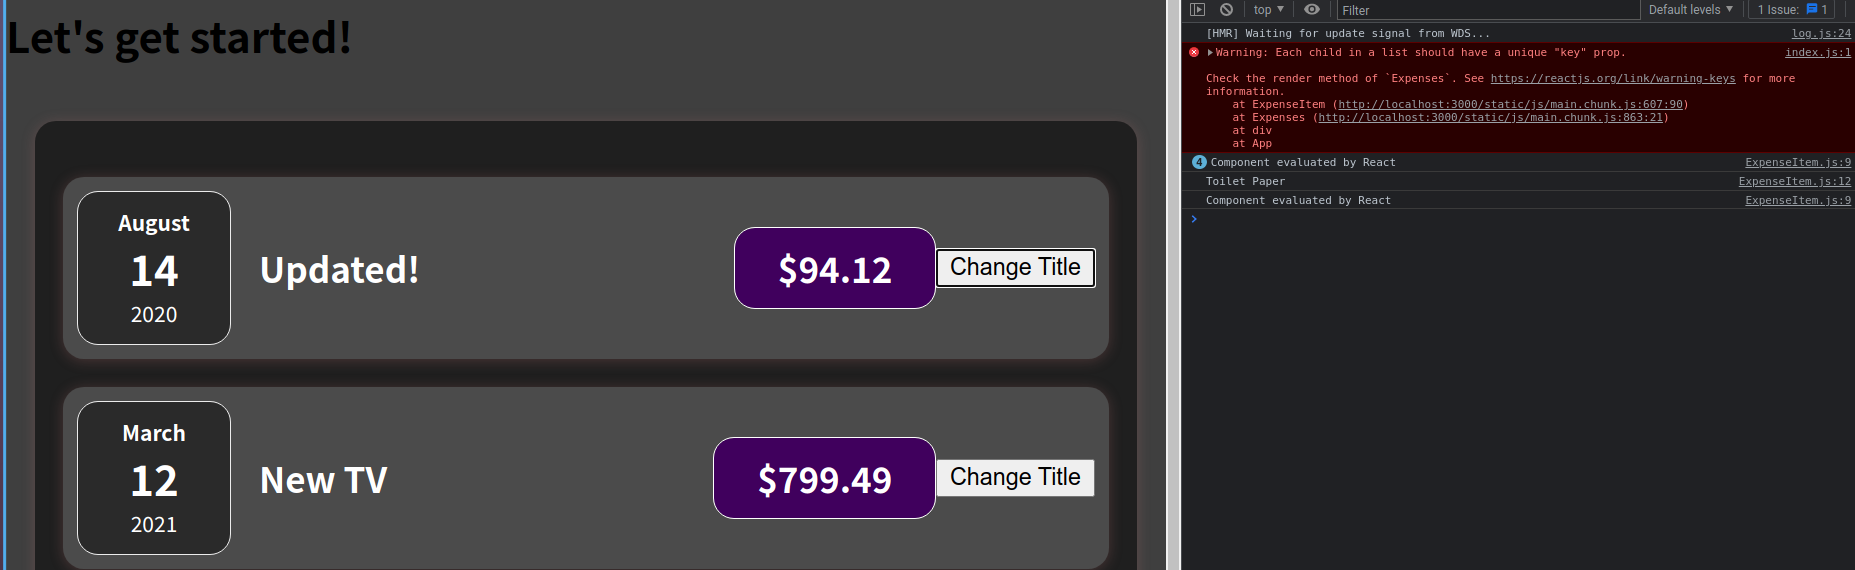 Let's get started!
August
14
2020
Updated!
$94.12
Change Title
March
12
2021
New TV
$799.49
Change Title
top
Filter
Default levels
1 Issue: 1
[HMR] Waiting for update signal from WDS... log.js:24
Warning: Each child in a list should have a unique "key" prop. index.js:1
Check the render method of `Expenses`. See https://reactjs.org/link/warning-keys for more
information.
at ExpenseItem (http://localhost:3000/static/js/main.chunk.js:607:90)
at Expenses (http://localhost:3000/static/js/main.chunk.js:863:21)
at div
at App
4 Component evaluated by React ExpenseItem.js:9
Toilet Paper ExpenseItem.js:12
Component evaluated by React ExpenseItem.js:9